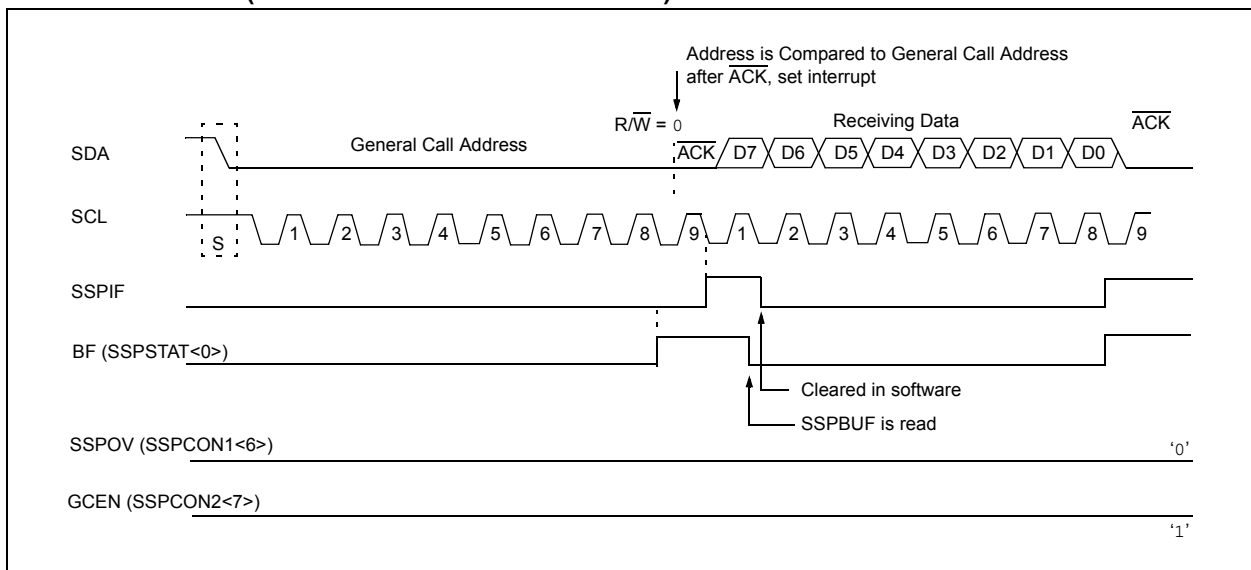 Address is Compared to General Call Address
after ACK, set interrupt
R/W = 0
Receiving Data
ACK
General Call Address
SDA
ACK D7 D6 D5 D4 D3 D2 D1 D0
SCL
S
1 2 3 4 5 6 7 8 9 1 2 3 4 5 6 7 8 9
SSPIF
BF (SSPSTAT<0>)
Cleared in software
SSPBUF is read
SSPOV (SSPCON1<6>)
‘0’
GCEN (SSPCON2<7>)
‘1’